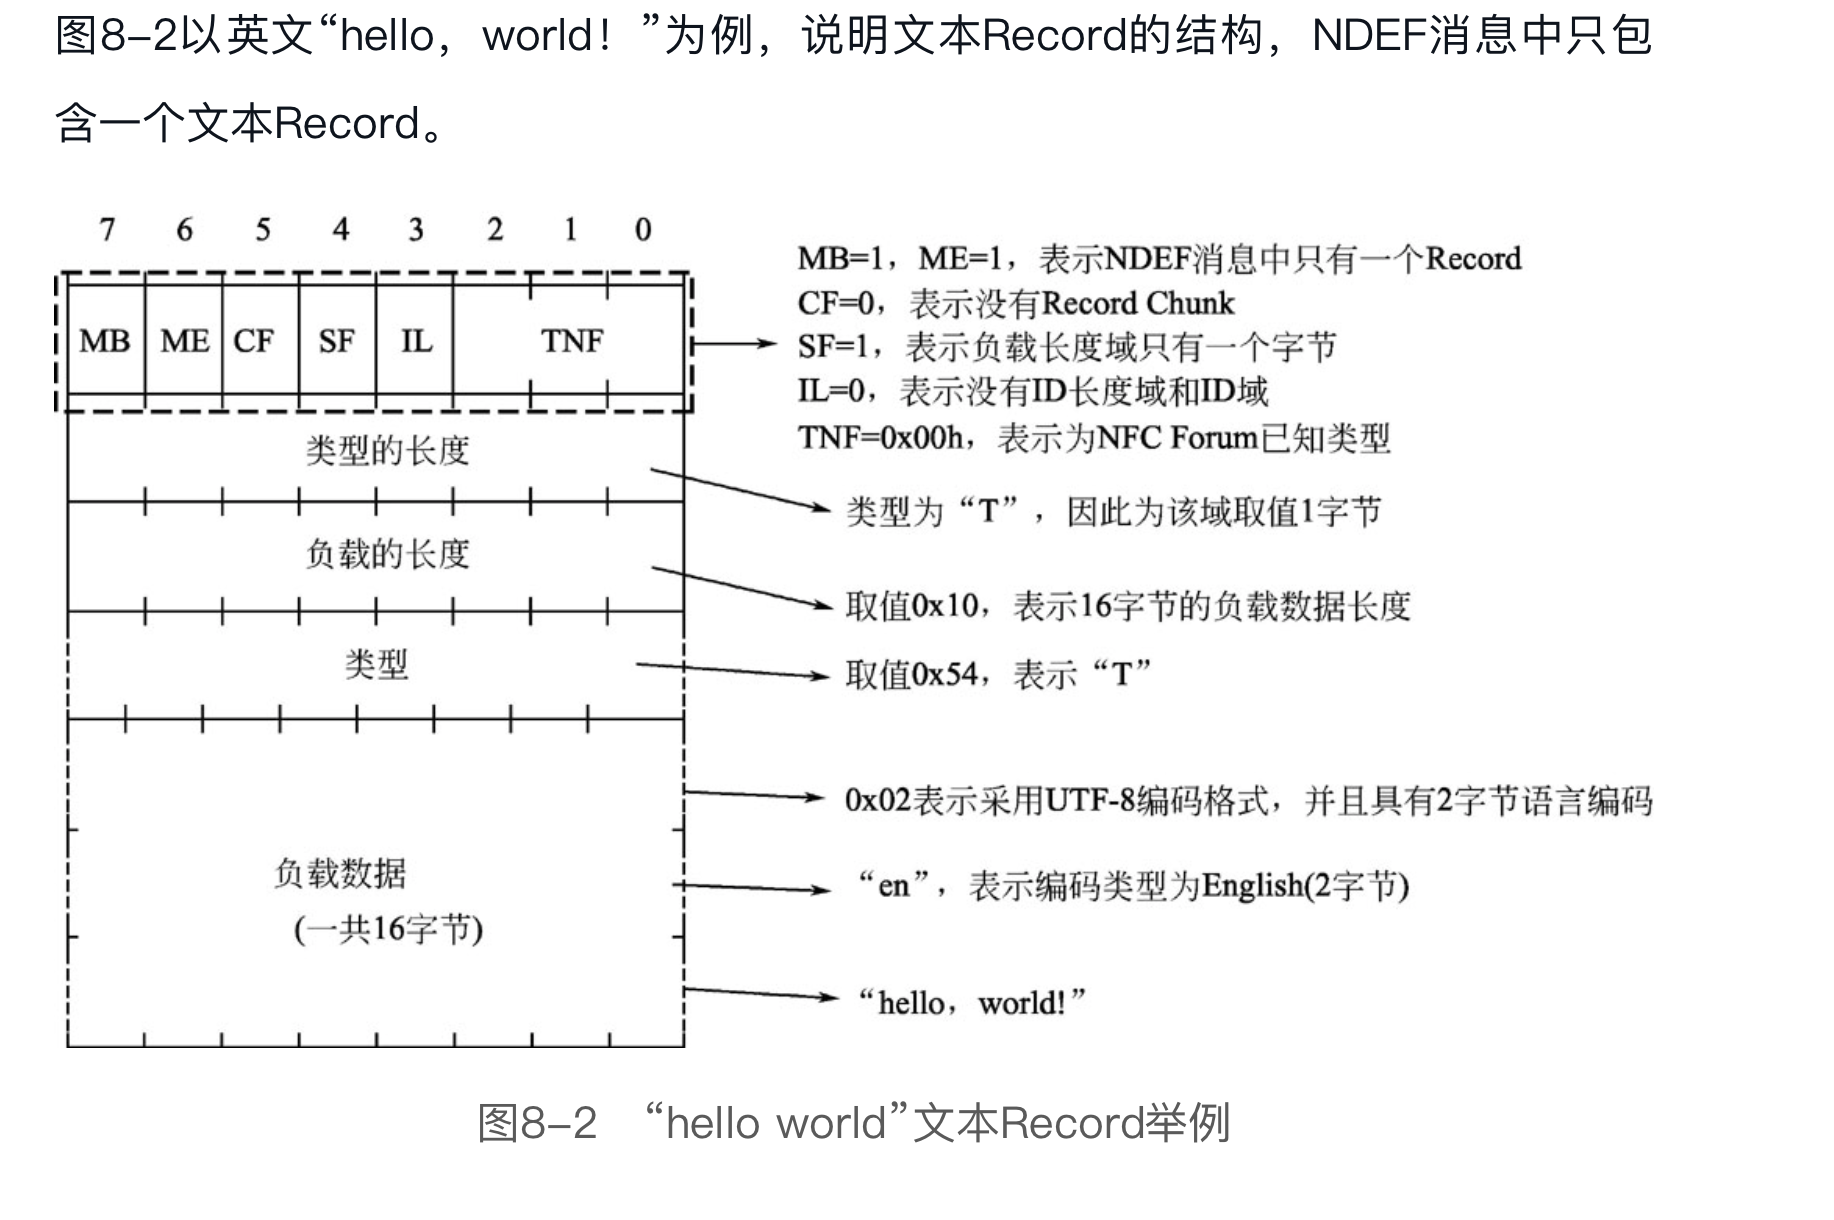 图8-2以英文“hello，world！”为例，说明文本Record的结构，NDEF消息中只包
含一个文本Record。
7 6 5 4 3 2 1 0
MB ME CF SF IL TNF
MB=1，ME=1，表示NDEF消息中只有一个Record
CF=0，表示没有Record Chunk
SF=1，表示负载长度域只有一个字节
IL=0，表示没有ID长度域和ID域
TNF=0x00h，表示为NFC Forum已知类型
类型的长度
类型为“T”，因此为该域取值1字节
负载的长度
取值0x10，表示16字节的负载数据长度
类型
取值0x54，表示“T”
0x02表示采用UTF-8编码格式，并且具有2字节语言编码
负载数据
(一共16字节)
“en”，表示编码类型为English(2字节)
“hello，world!”
图8-2 “hello world”文本Record举例